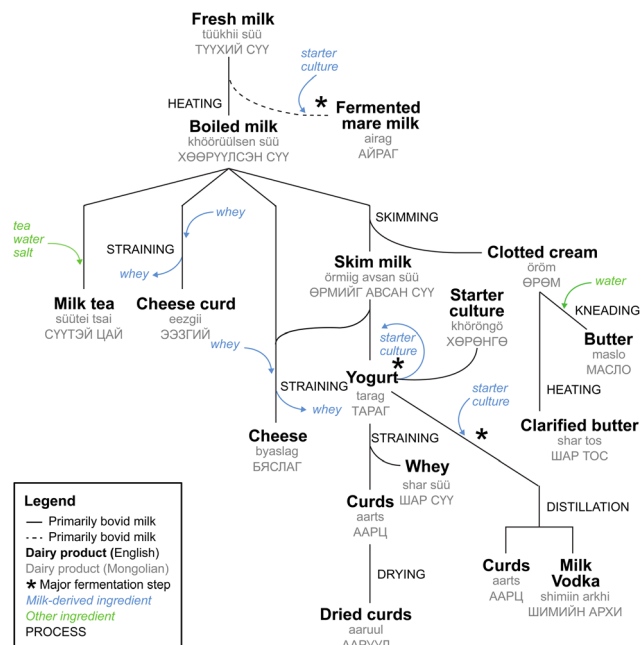 Fresh milk
tüükhii süü
ТҮҮХИЙ СҮҮ
starter
culture
HEATING
*
Fermented
mare milk
airag
АЙРАГ
Boiled milk
khöörüülsen süü
ХӨӨРҮҮЛСЭН СҮҮ
SKIMMING
tea
water
salt
whey
STRAINING
whey
Clotted cream
öröm
ӨРӨМ
Skim milk
örmiig avsan süü
ӨРМИЙГ АВСАН СҮҮ
water
KNEADING
Milk tea
süütei tsai
СҮҮТЭЙ ЦАЙ
Cheese curd
eezgii
ЭЭЗГИЙ
Starter
culture
khöröngö
ХӨРӨНГӨ
Butter
maslo
МАСЛО
whey
starter
culture
*
STRAINING
Yogurt
tarag
ТАРАГ
starter
culture
HEATING
whey
Cheese
byaslag
БЯСЛАГ
STRAINING
*
Clarified butter
shar tos
ШАР ТОС
Whey
shar süü
ШАР СҮҮ
Curds
aarts
ААРЦ
DISTILLATION
DRYING
Curds
aarts
ААРЦ
Milk
Vodka
shimiin arkhi
ШИМИЙН АРХИ
Dried curds
aaruul
ААРУУЛ
Legend
Primarily bovid milk
Primarily bovid milk
Dairy product (English)
Dairy product (Mongolian)
* Major fermentation step
Milk-derived ingredient
Other ingredient
PROCESS